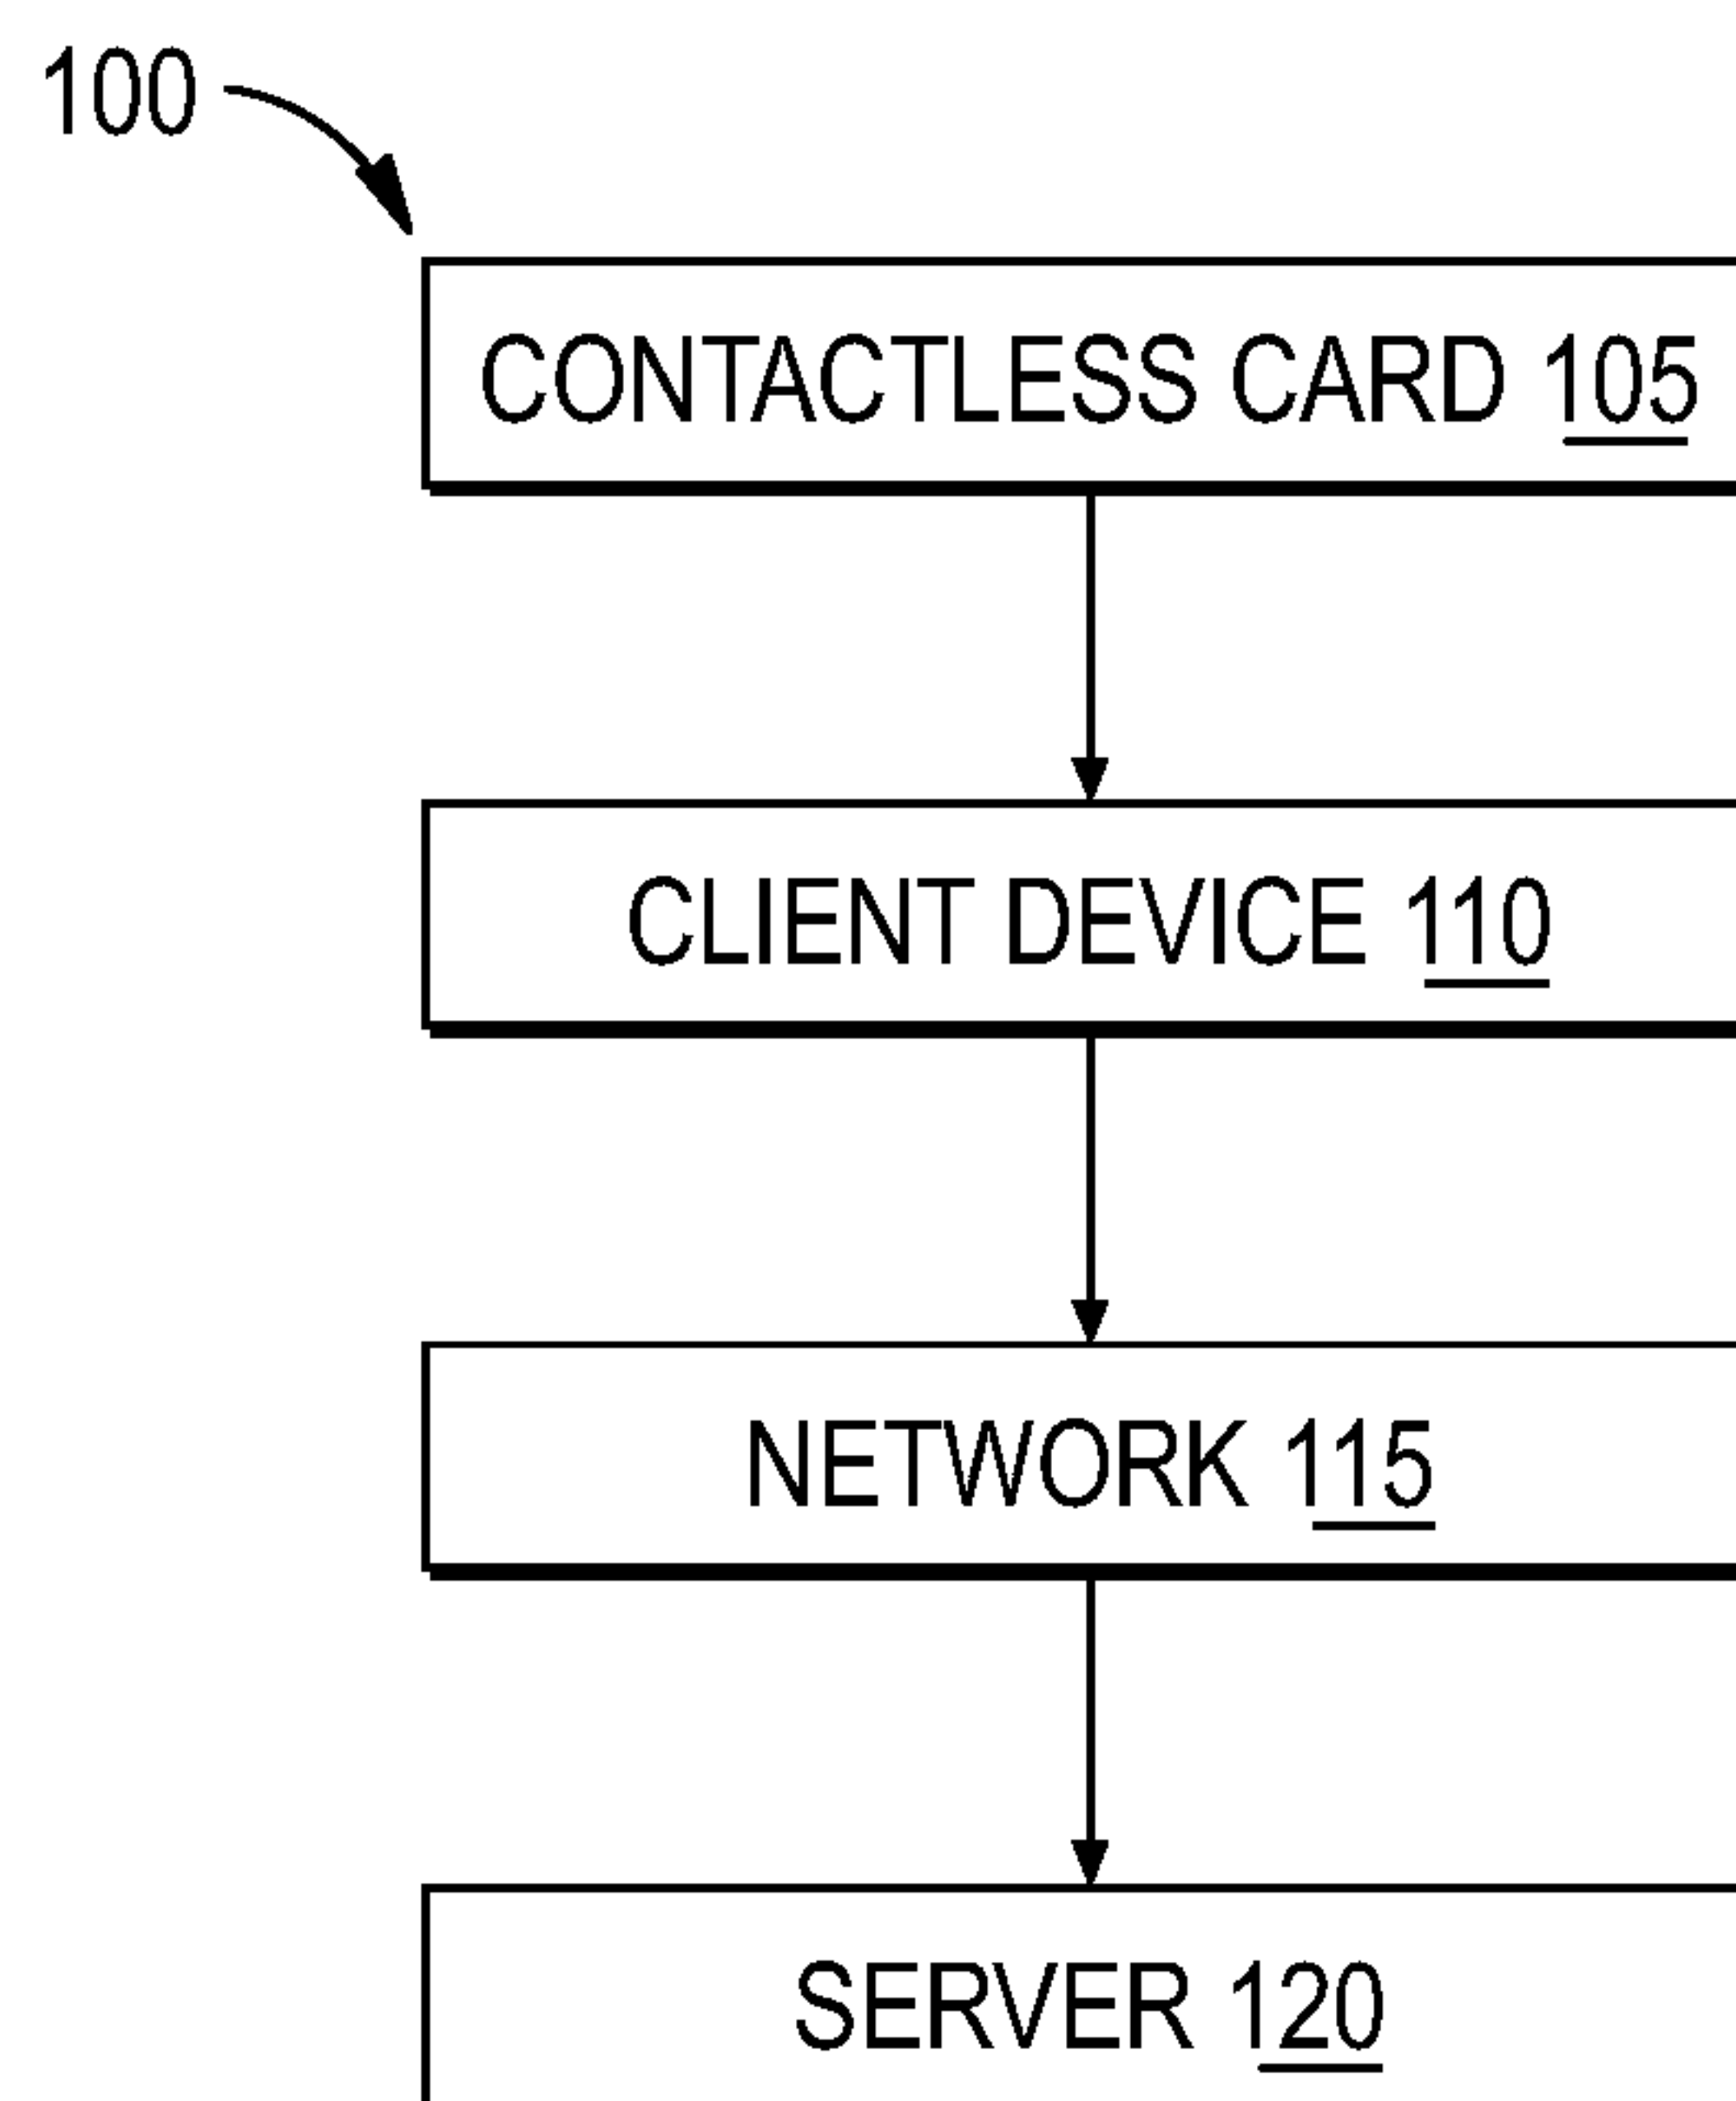 100
CONTACTLESS CARD 105
CLIENT DEVICE 110
NETWORK 115
SERVER 120